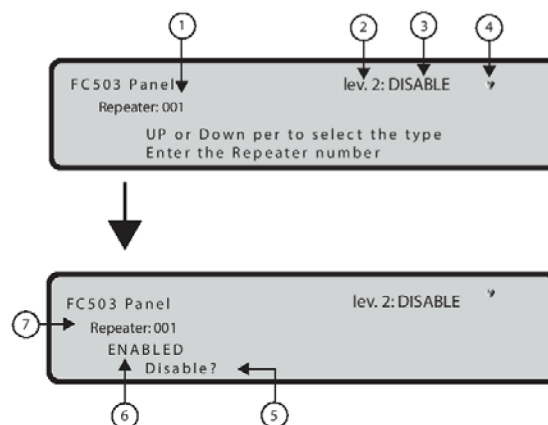 1 2 3 4
FC503 Panel lev. 2: DISABLE
Repeater: 001
UP or Down per to select the type
Enter the Repeater number
FC503 Panel lev. 2: DISABLE
7 Repeater: 001
ENABLED
Disable?
6 5